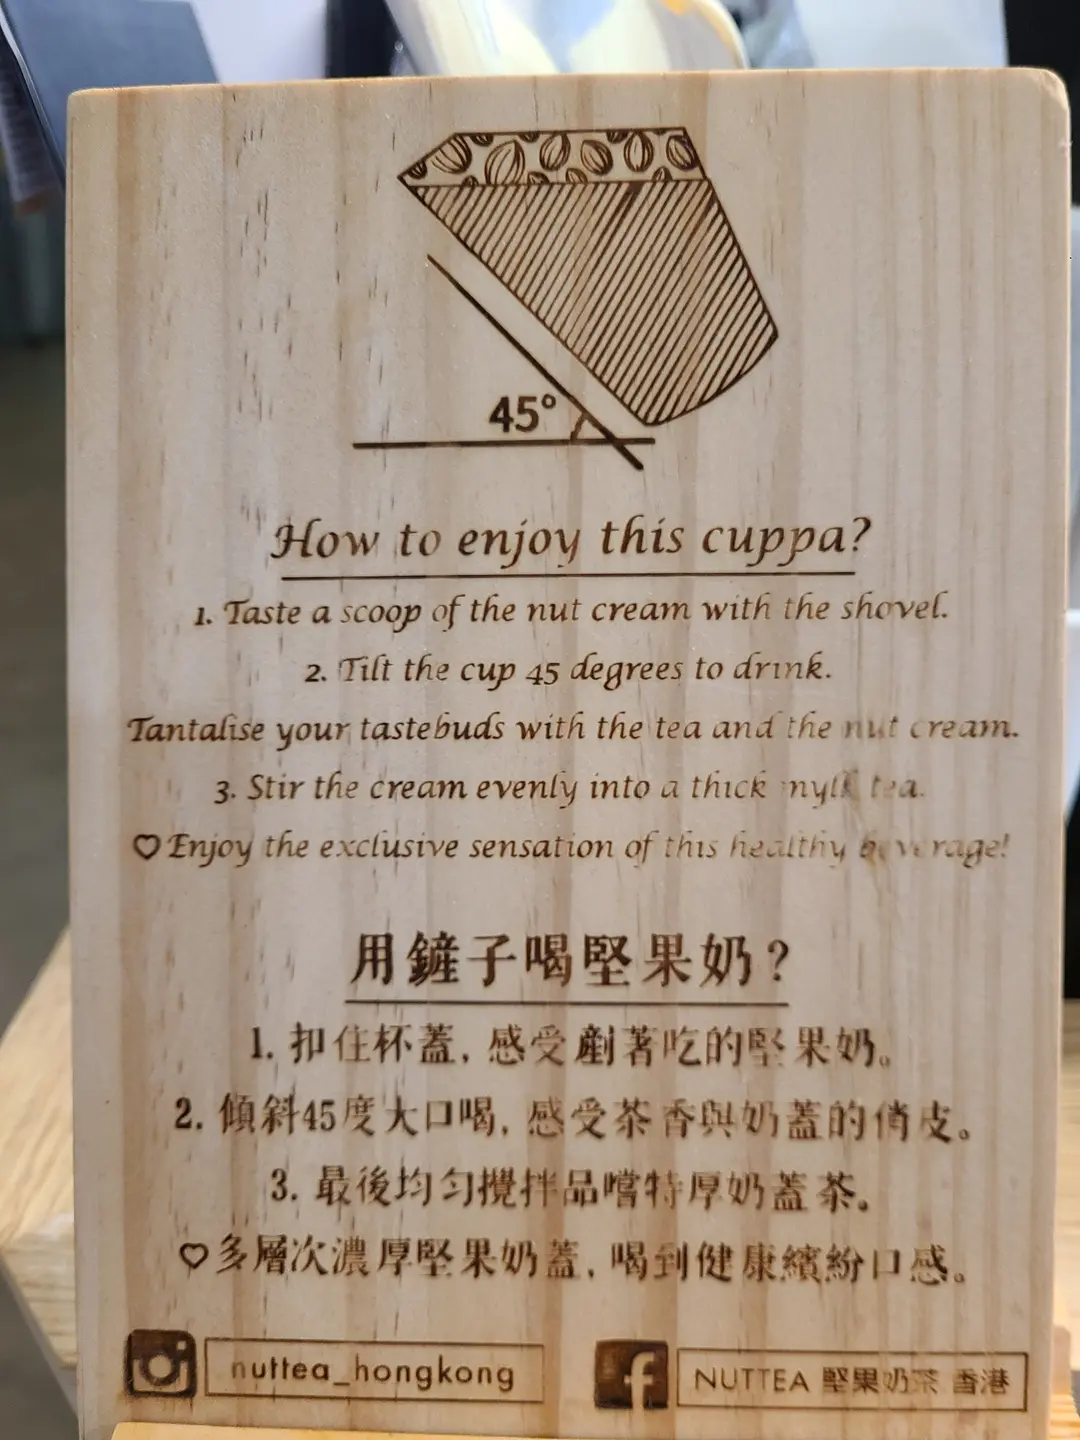 45°
How to enjoy this cuppa?
1. Taste a scoop of the nut cream with the shovel.
2. Tilt the cup 45 degrees to drink.
Tantalise your tastebuds with the tea and the nut cream.
3. Stir the cream evenly into a thick mylk tea.
♡ Enjoy the exclusive sensation of this healthy beverage!
用鏟子喝堅果奶?
1. 扣住杯蓋, 感受剷著吃的堅果奶。
2. 傾斜45度大口喝, 感受茶香與奶蓋的俏皮。
3. 最後均勻攪拌品嚐特厚奶蓋茶。
♡ 多層次濃厚堅果奶蓋, 喝到健康繽紛口感。
nuttea_hongkong
NUTTEA 堅果奶茶 香港